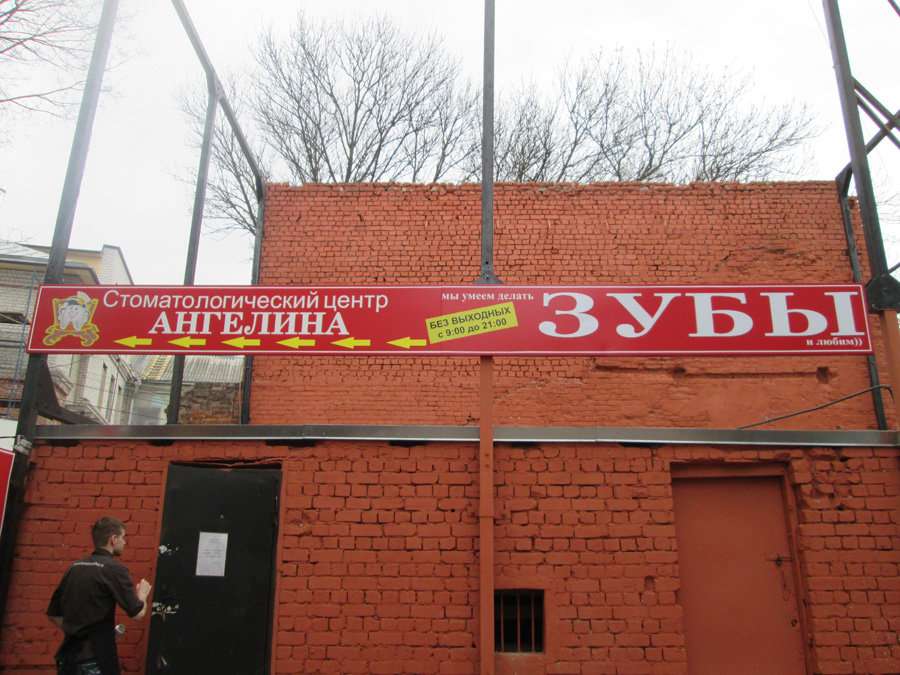 Стоматологический центр
АНГЕЛИНА
БЕЗ ВЫХОДНЫХ
с 9:00 до 21:00
мы умеем делать
ЗУБЫ
и любим))